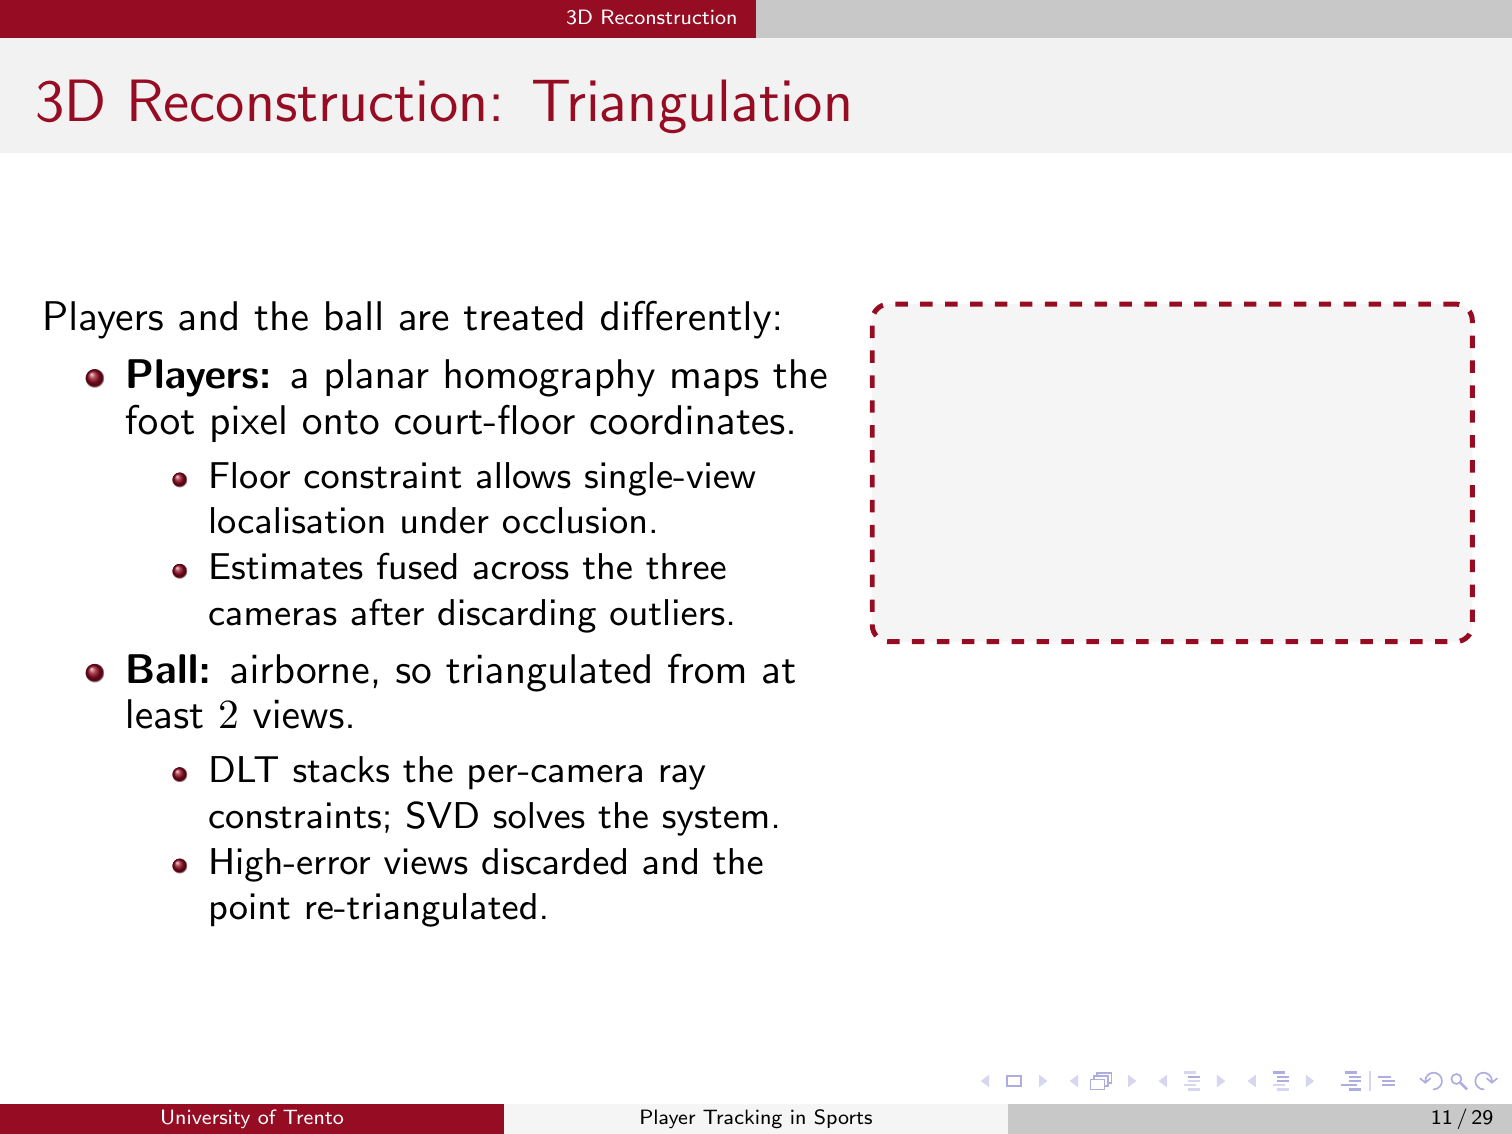 3D Reconstruction
3D Reconstruction: Triangulation
Players and the ball are treated differently:
Players: a planar homography maps the
foot pixel onto court-floor coordinates.
Floor constraint allows single-view
localisation under occlusion.
Estimates fused across the three
cameras after discarding outliers.
Ball: airborne, so triangulated from at
least 2 views.
DLT stacks the per-camera ray
constraints; SVD solves the system.
High-error views discarded and the
point re-triangulated.
University of Trento
Player Tracking in Sports
11 / 29